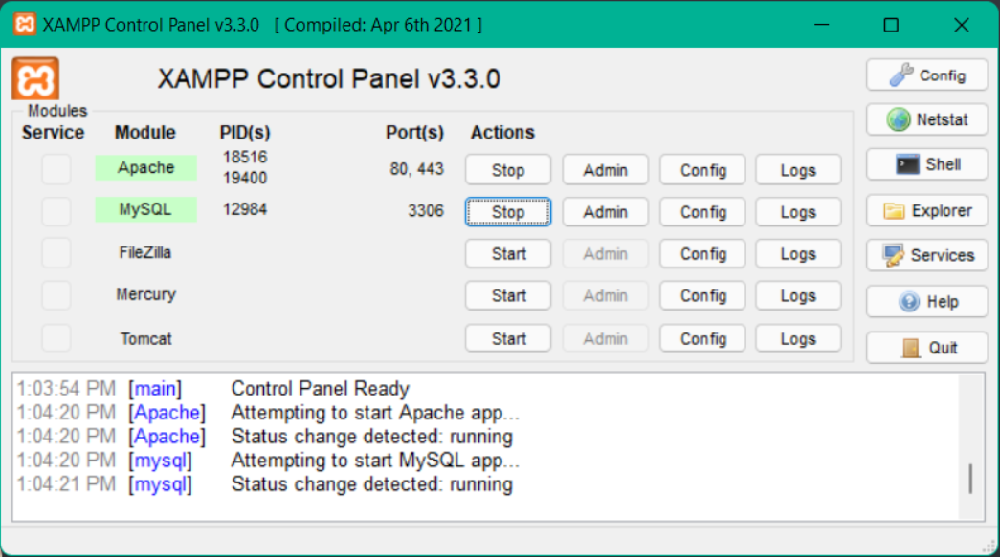 XAMPP Control Panel v3.3.0 [ Compiled: Apr 6th 2021 ]
XAMPP Control Panel v3.3.0
Config
Modules
Service Module PID(s) Port(s) Actions
Netstat
Apache 18516 19400 80, 443 Stop Admin Config Logs
Shell
MySQL 12984 3306 Stop Admin Config Logs
Explorer
FileZilla Start Admin Config Logs
Services
Mercury Start Admin Config Logs
Help
Tomcat Start Admin Config Logs
Quit
1:03:54 PM [main] Control Panel Ready
1:04:20 PM [Apache] Attempting to start Apache app...
1:04:20 PM [Apache] Status change detected: running
1:04:20 PM [mysql] Attempting to start MySQL app...
1:04:21 PM [mysql] Status change detected: running